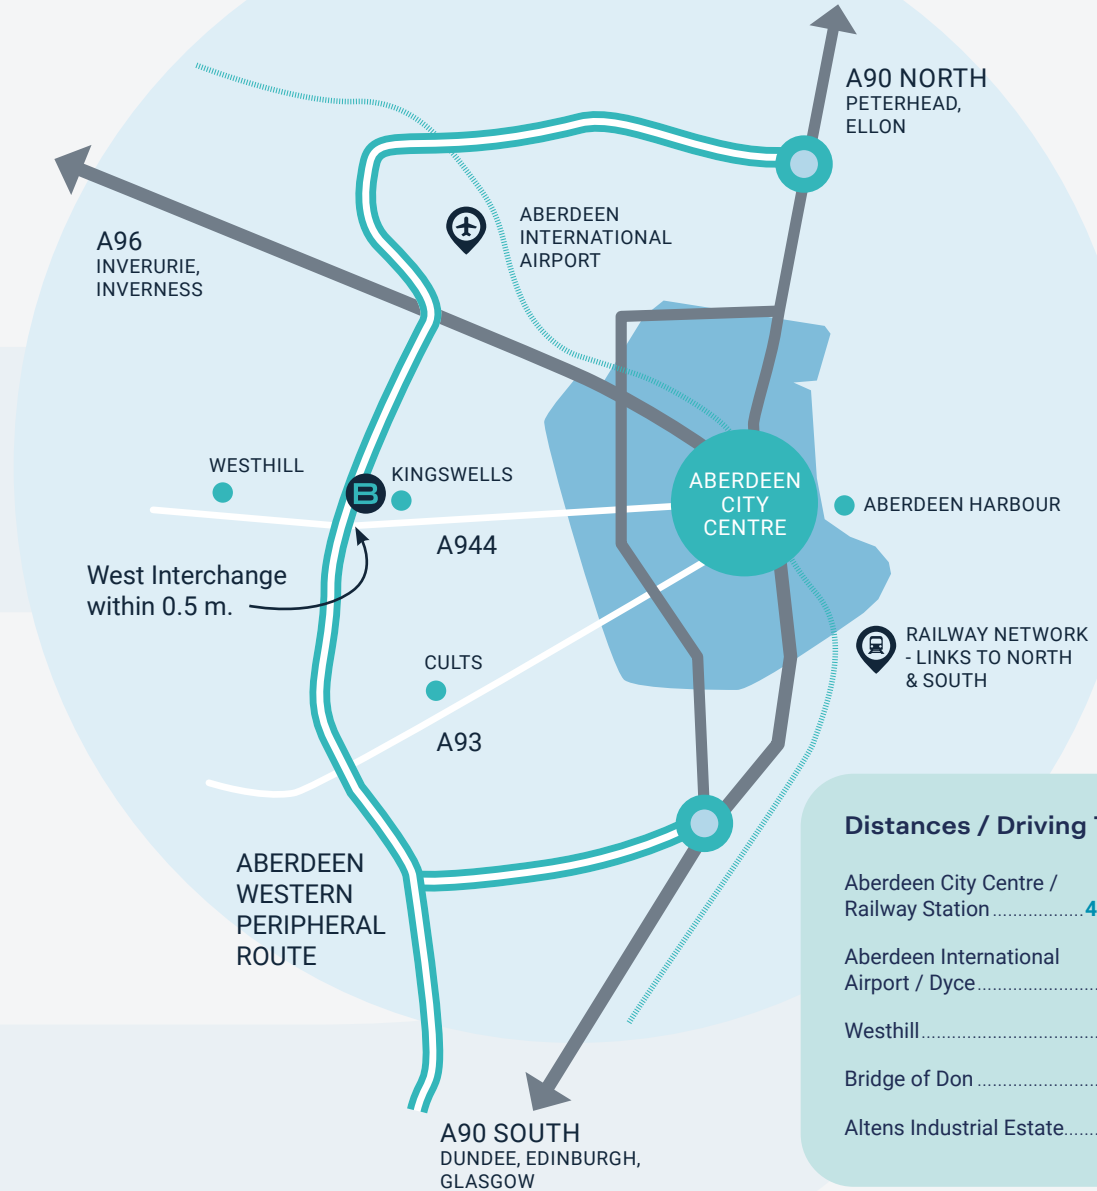 A90 NORTH
PETERHEAD,
ELLON
A96
INVERURIE,
INVERNESS
ABERDEEN
INTERNATIONAL
AIRPORT
WESTHILL
B
KINGSWELLS
ABERDEEN
CITY
CENTRE
ABERDEEN HARBOUR
A944
West Interchange
within 0.5 m.
CULTS
RAILWAY NETWORK
- LINKS TO NORTH
& SOUTH
A93
ABERDEEN
WESTERN
PERIPHERAL
ROUTE
A90 SOUTH
DUNDEE, EDINBURGH,
GLASGOW
Distances / Driving
Aberdeen City Centre /
Railway Station..................4
Aberdeen International
Airport / Dyce
Westhill
Bridge of Don
Altens Industrial Estate